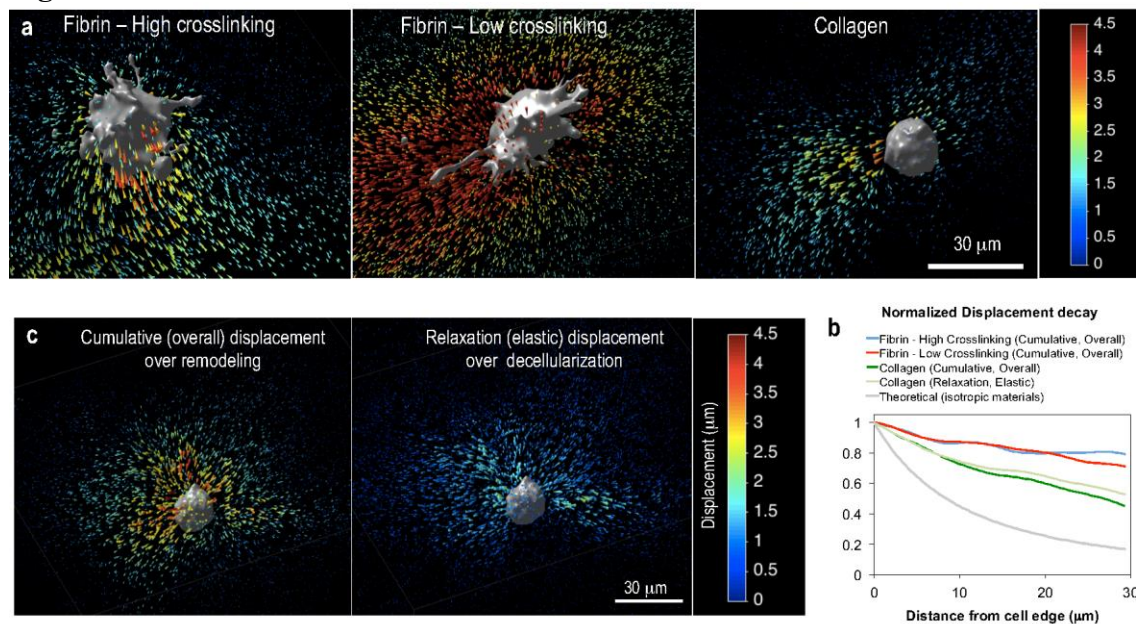 a
Fibrin – High crosslinking
Fibrin – Low crosslinking
Collagen
30 μm
4.5
4
3.5
3
2.5
2
1.5
1
0.5
0
c
Cumulative (overall) displacement
over remodeling
Relaxation (elastic) displacement
over decellularization
30 μm
Displacement (μm)
4.5
4
3.5
3
2.5
2
1.5
1
0.5
0
b
Normalized Displacement decay
Fibrin - High Crosslinking (Cumulative, Overall)
Fibrin - Low Crosslinking (Cumulative, Overall)
Collagen (Cumulative, Overall)
Collagen (Relaxation, Elastic)
Theoretical (isotropic materials)
1
0.8
0.6
0.4
0.2
0
0
10
20
30
Distance from cell edge (μm)